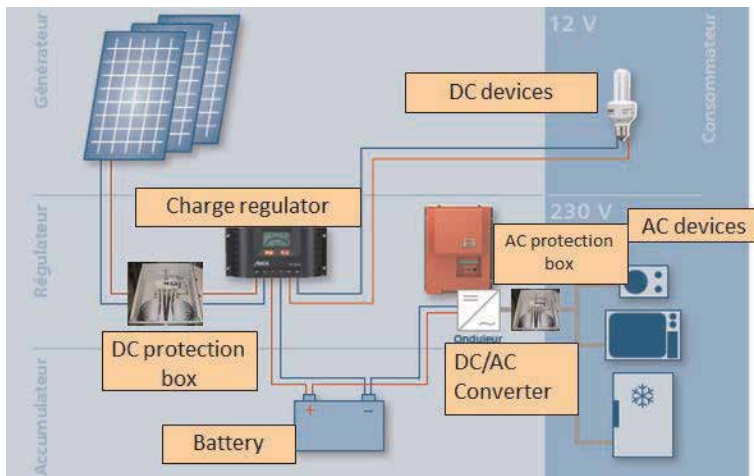 Générateur
12 V
Consommateur
DC devices
Charge regulator
Régulateur
230 V
AC devices
AC protection
box
DC protection
box
Onduleur
DC/AC
Converter
Accumulateur
+ −
Battery